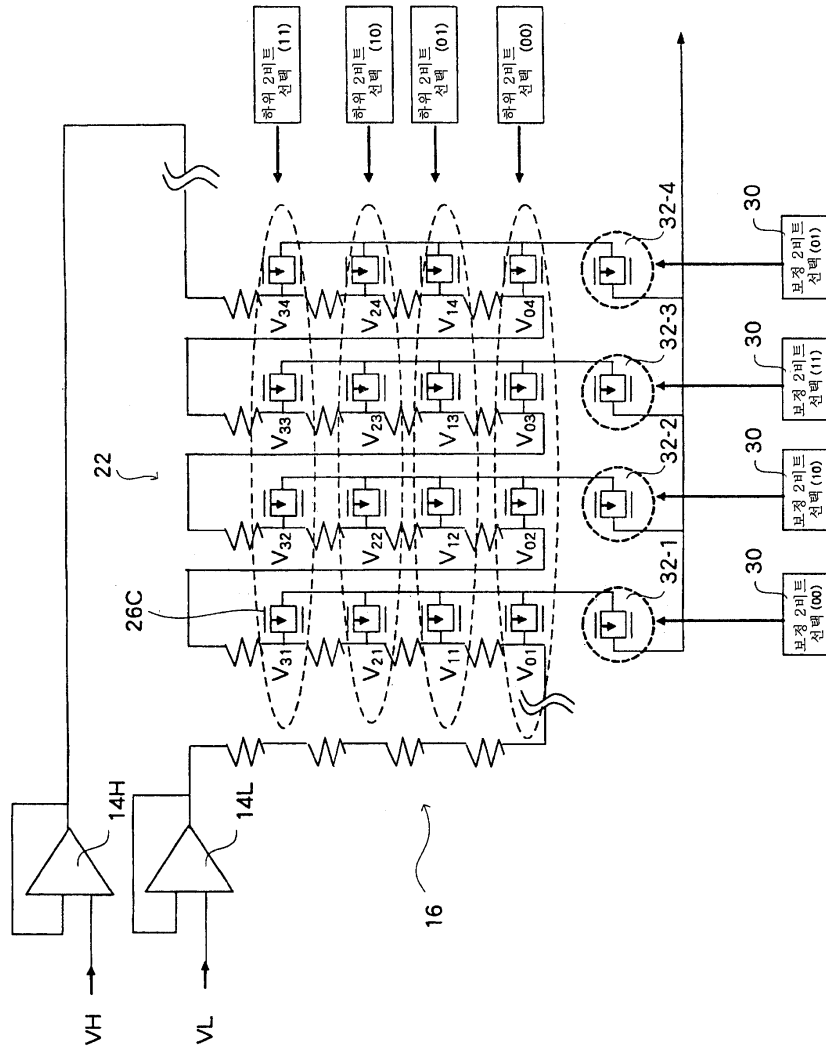 VH
VL
14H
14L
16
22
26C
V31
V32
V33
V34
V21
V22
V23
V24
V11
V12
V13
V14
V01
V02
V03
V04
하위 2비트
선택 (11)
하위 2비트
선택 (10)
하위 2비트
선택 (01)
하위 2비트
선택 (00)
32-1
32-2
32-3
32-4
30
보정 2비트
선택 (00)
30
보정 2비트
선택 (10)
30
보정 2비트
선택 (11)
30
보정 2비트
선택 (01)